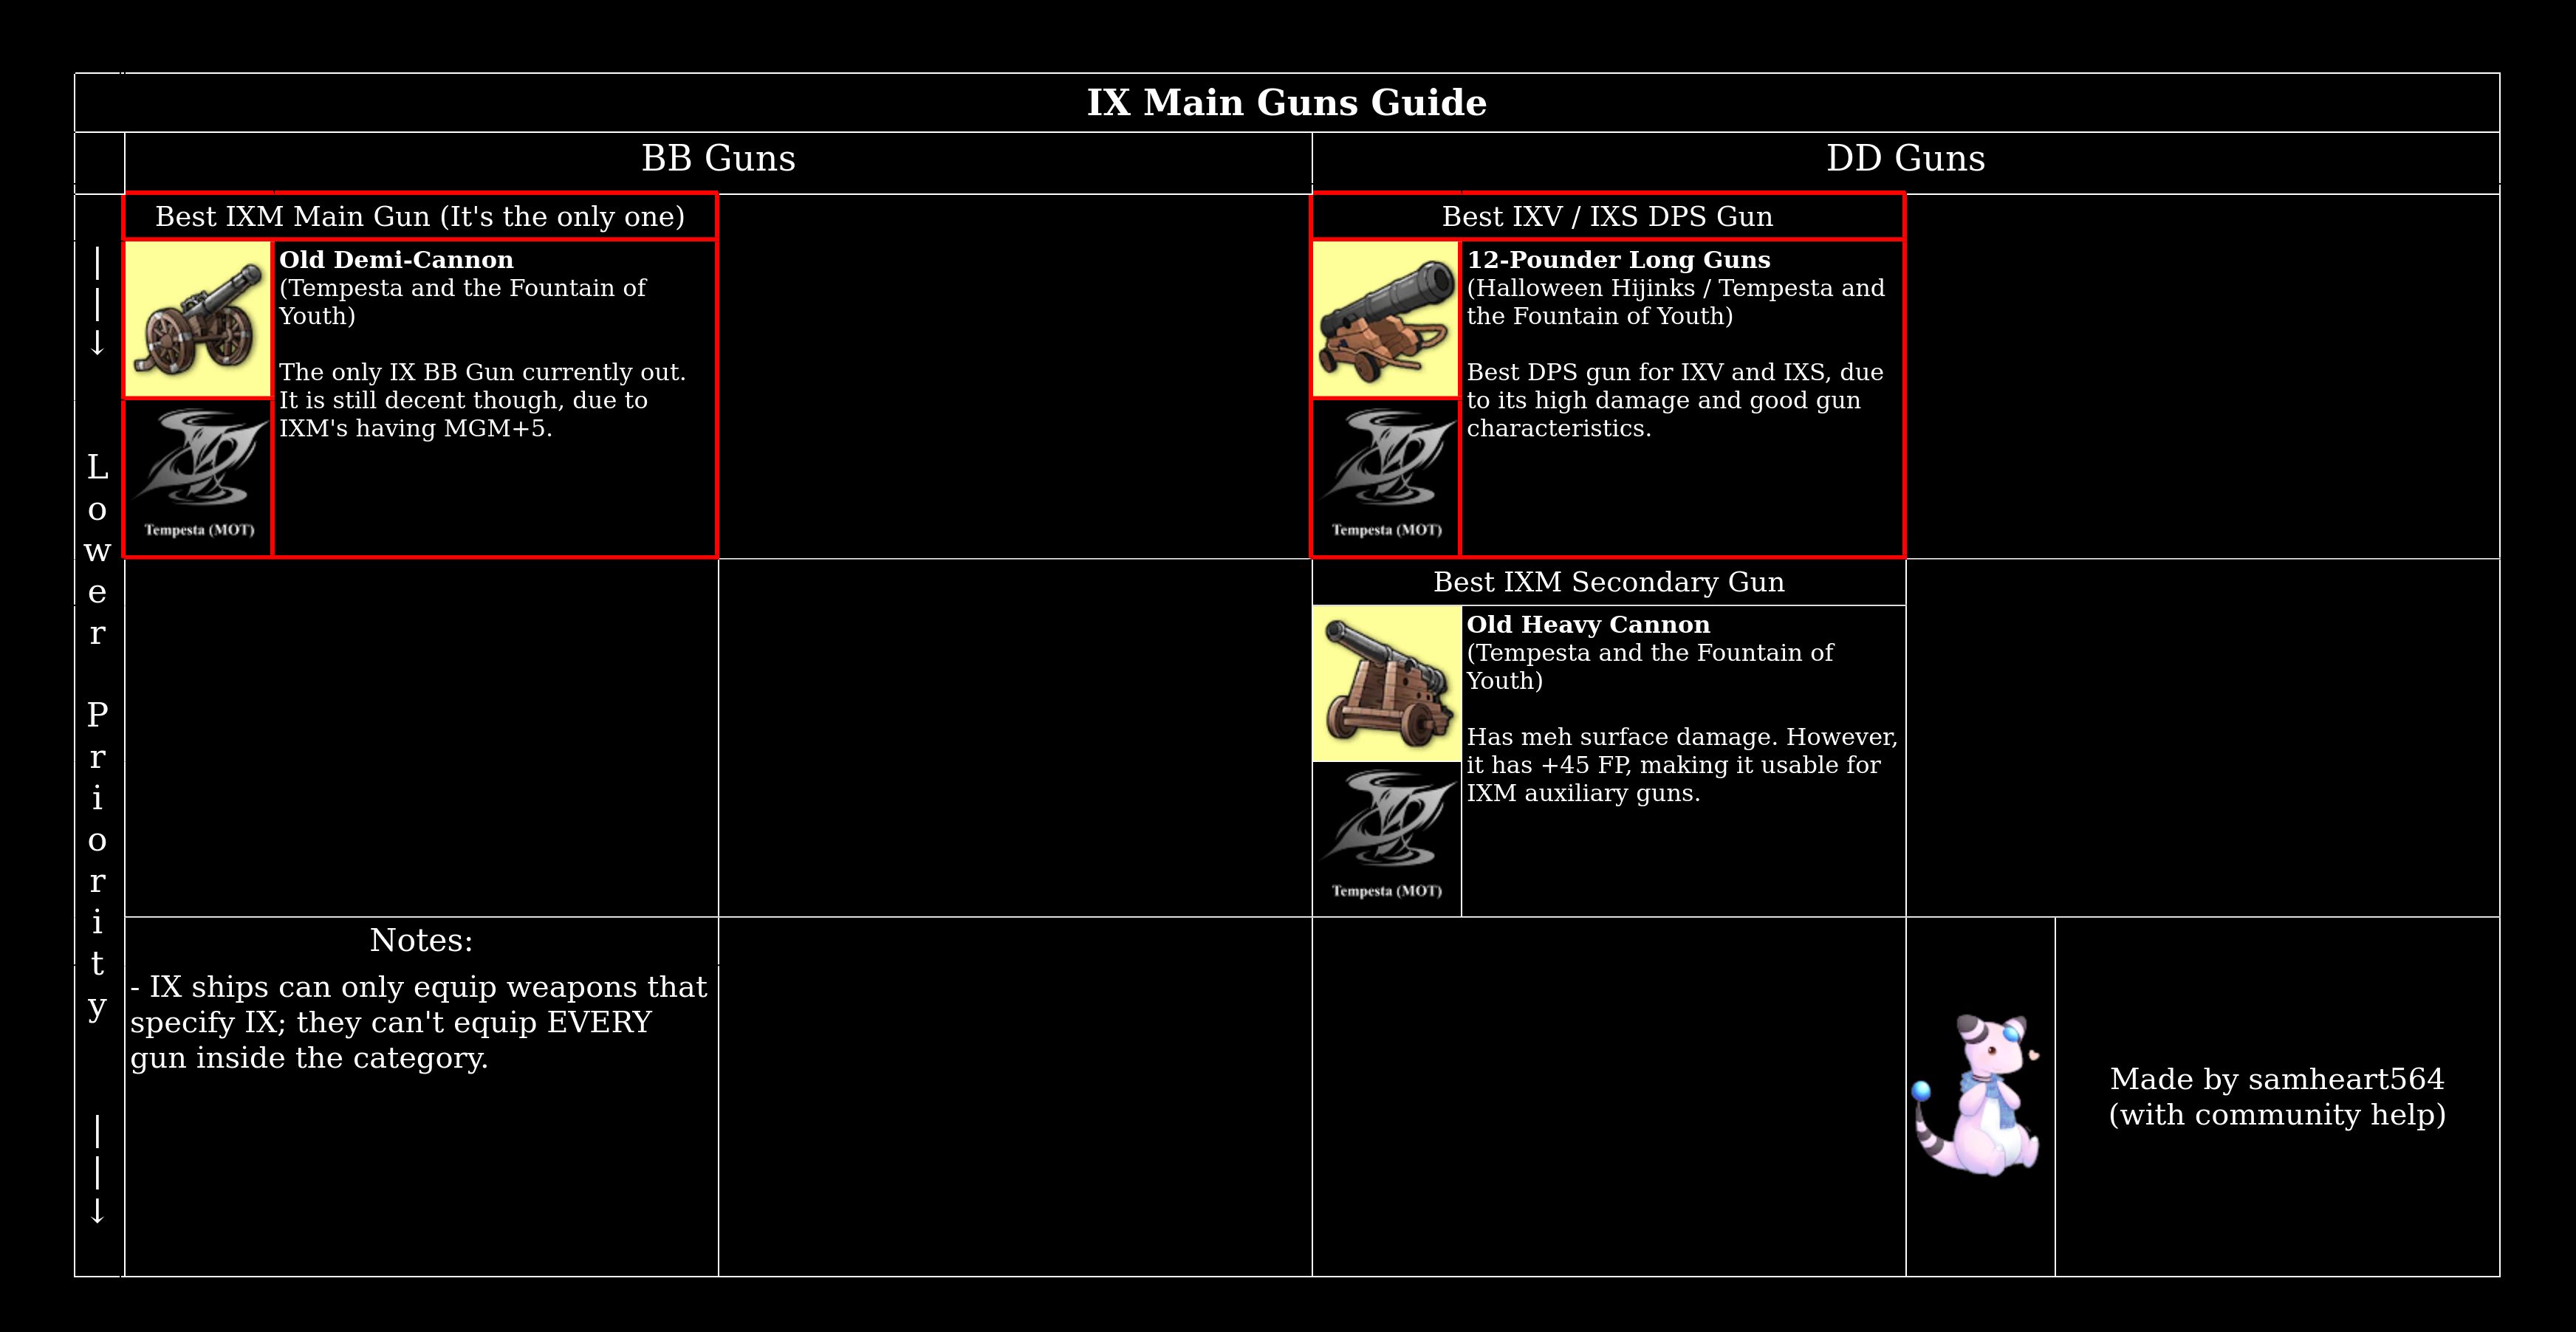 IX Main Guns Guide
BB Guns
DD Guns
Best IXM Main Gun (It's the only one)
Old Demi-Cannon
(Tempesta and the Fountain of
Youth)
The only IX BB Gun currently out.
It is still decent though, due to
IXM's having MGM+5.
Tempesta (MOT)
Best IXV / IXS DPS Gun
12-Pounder Long Guns
(Halloween Hijinks / Tempesta and
the Fountain of Youth)
Best DPS gun for IXV and IXS, due
to its high damage and good gun
characteristics.
Tempesta (MOT)
Best IXM Secondary Gun
Old Heavy Cannon
(Tempesta and the Fountain of
Youth)
Has meh surface damage. However,
it has +45 FP, making it usable for
IXM auxiliary guns.
Tempesta (MOT)
Lower Priority
Notes:
- IX ships can only equip weapons that
specify IX; they can't equip EVERY
gun inside the category.
Made by samheart564
(with community help)